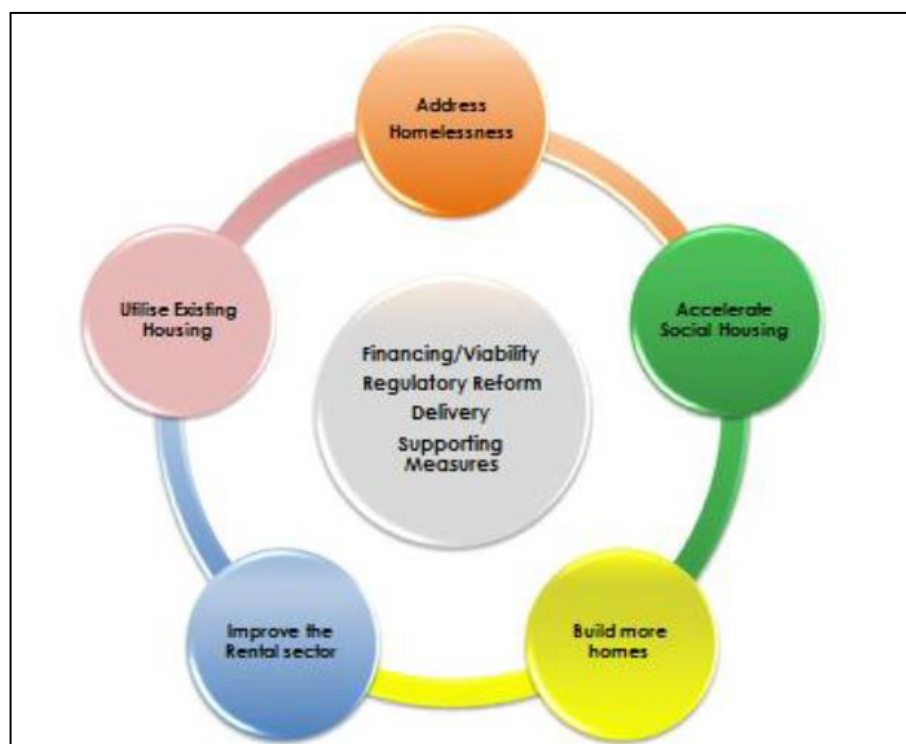 Address
Homelessness
Accelerate
Social Housing
Build more
homes
Improve the
Rental sector
Utilise Existing
Housing
Financing/Viability
Regulatory Reform
Delivery
Supporting
Measures